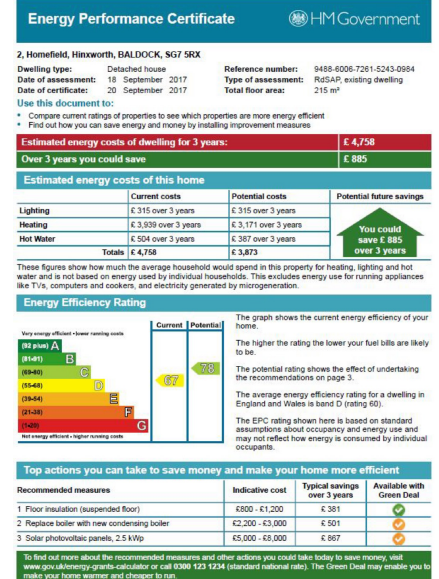 Energy Performance Certificate
HM Government
2, Homefield, Hinxworth, BALDOCK, SG7 5RX
Dwelling type: Detached house Reference number: 9488-6006-7261-5243-0984
Date of assessment: 18 September 2017 Type of assessment: RdSAP, existing dwelling
Date of certificate: 20 September 2017 Total floor area: 215 m²
Use this document to:
• Compare current ratings of properties to see which properties are more energy efficient
• Find out how you can save energy and money by installing improvement measures
Estimated energy costs of dwelling for 3 years: £ 4,758
Over 3 years you could save £ 885
Estimated energy costs of this home
Current costs Potential costs Potential future savings
Lighting £ 315 over 3 years £ 315 over 3 years
Heating £ 3,939 over 3 years £ 3,171 over 3 years
Hot Water £ 504 over 3 years £ 387 over 3 years
Totals £ 4,758 £ 3,873
You could
save £ 885
over 3 years
These figures show how much the average household would spend in this property for heating, lighting and hot
water and is not based on energy used by individual households. This excludes energy use for running appliances
like TVs, computers and cookers, and electricity generated by microgeneration.
Energy Efficiency Rating
Current Potential
Very energy efficient - lower running costs
(92 plus) A
(81-91) B
(69-80) C
(55-68) D
(39-54) E
(21-38) F
(1-20) G
Not energy efficient - higher running costs
67
78
The graph shows the current energy efficiency of your
home.
The higher the rating the lower your fuel bills are likely
to be.
The potential rating shows the effect of undertaking
the recommendations on page 3.
The average energy efficiency rating for a dwelling in
England and Wales is band D (rating 60).
The EPC rating shown here is based on standard
assumptions about occupancy and energy use and
may not reflect how energy is consumed by individual
occupants.
Top actions you can take to save money and make your home more efficient
Recommended measures Indicative cost Typical savings over 3 years Available with Green Deal
1 Floor insulation (suspended floor) £800 - £1,200 £ 381
2 Replace boiler with new condensing boiler £2,200 - £3,000 £ 501
3 Solar photovoltaic panels, 2.5 kWp £5,000 - £8,000 £ 867
To find out more about the recommended measures and other actions you could take today to save money, visit
www.gov.uk/energy-grants-calculator or call 0300 123 1234 (standard national rate). The Green Deal may enable you to
make your home warmer and cheaper to run.